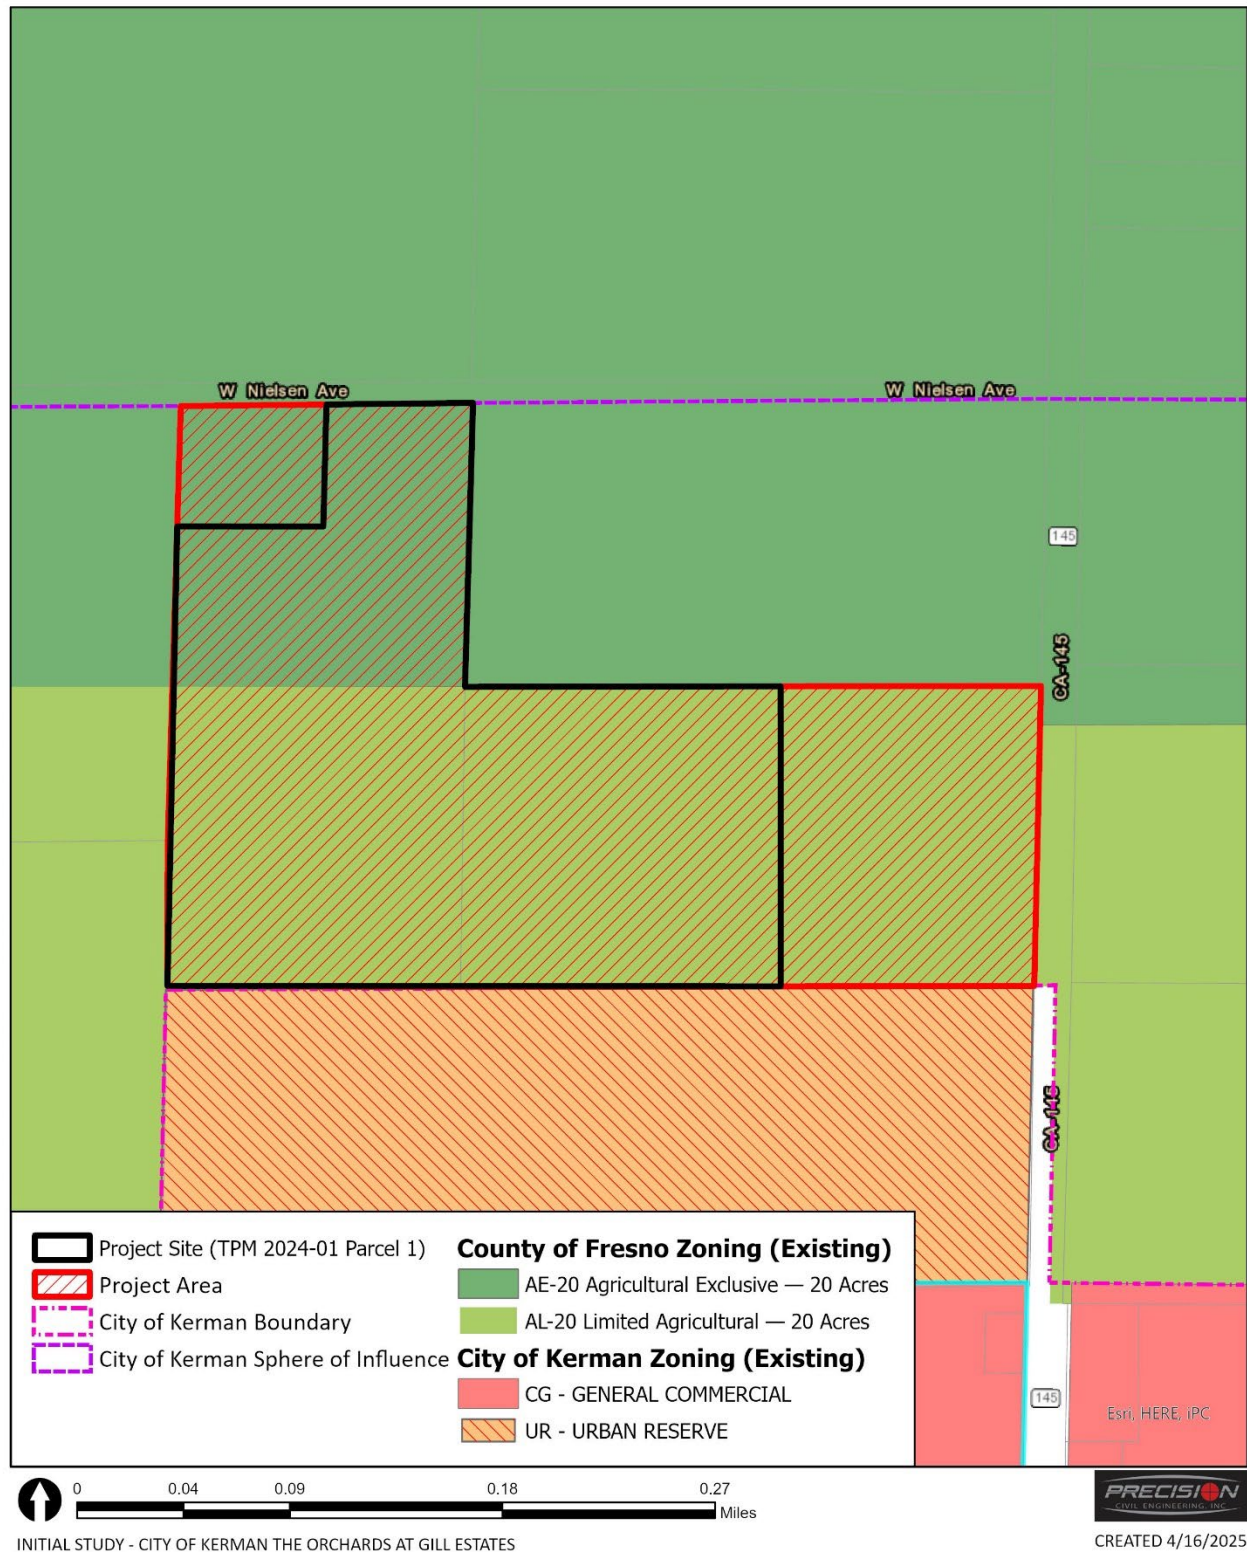 W Nielsen Ave
W Nielsen Ave
145
CA-145
CA-145
145
Esri, HERE, iPC
Project Site (TPM 2024-01 Parcel 1)
Project Area
City of Kerman Boundary
City of Kerman Sphere of Influence
County of Fresno Zoning (Existing)
AE-20 Agricultural Exclusive — 20 Acres
AL-20 Limited Agricultural — 20 Acres
City of Kerman Zoning (Existing)
CG - GENERAL COMMERCIAL
UR - URBAN RESERVE
0 0.04 0.09 0.18 0.27
Miles
INITIAL STUDY - CITY OF KERMAN THE ORCHARDS AT GILL ESTATES
PRECISION
CIVIL ENGINEERING, INC
CREATED 4/16/2025